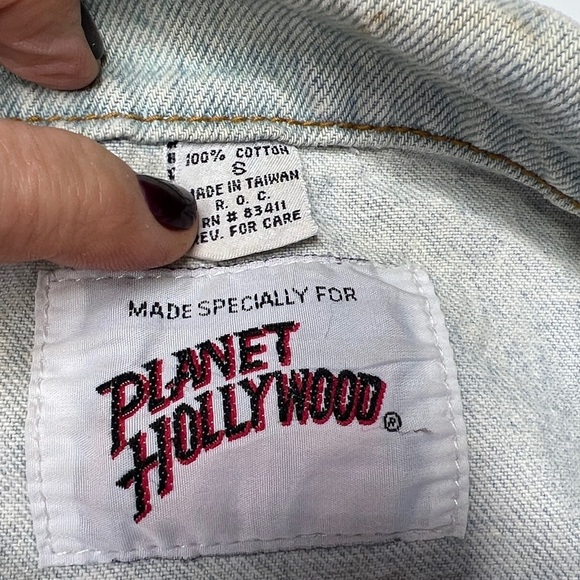 100% COTTON
S
MADE IN TAIWAN
R. O. C.
RN # 83411
REV. FOR CARE
MADE SPECIALLY FOR
PLANET
HOLLYWOOD®